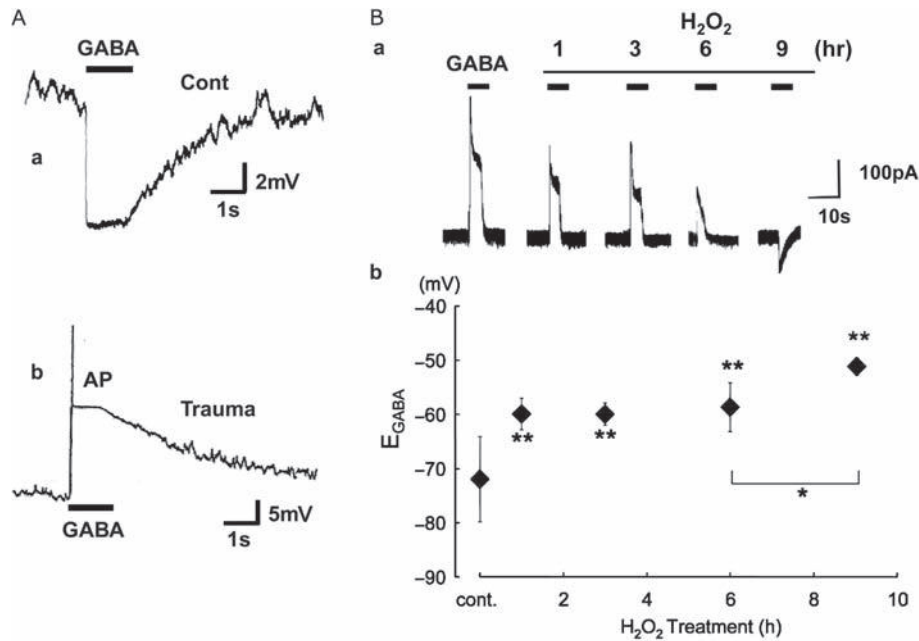 A
GABA
Cont
a
2mV
1s
b
AP
Trauma
GABA
5mV
1s
B
H₂O₂
a
1 3 6 9 (hr)
GABA
100pA
10s
b
(mV)
−40
−50
−60
−70
−80
−90
E_GABA
**
**
**
**
*
cont. 2 4 6 8 10
H₂O₂ Treatment (h)